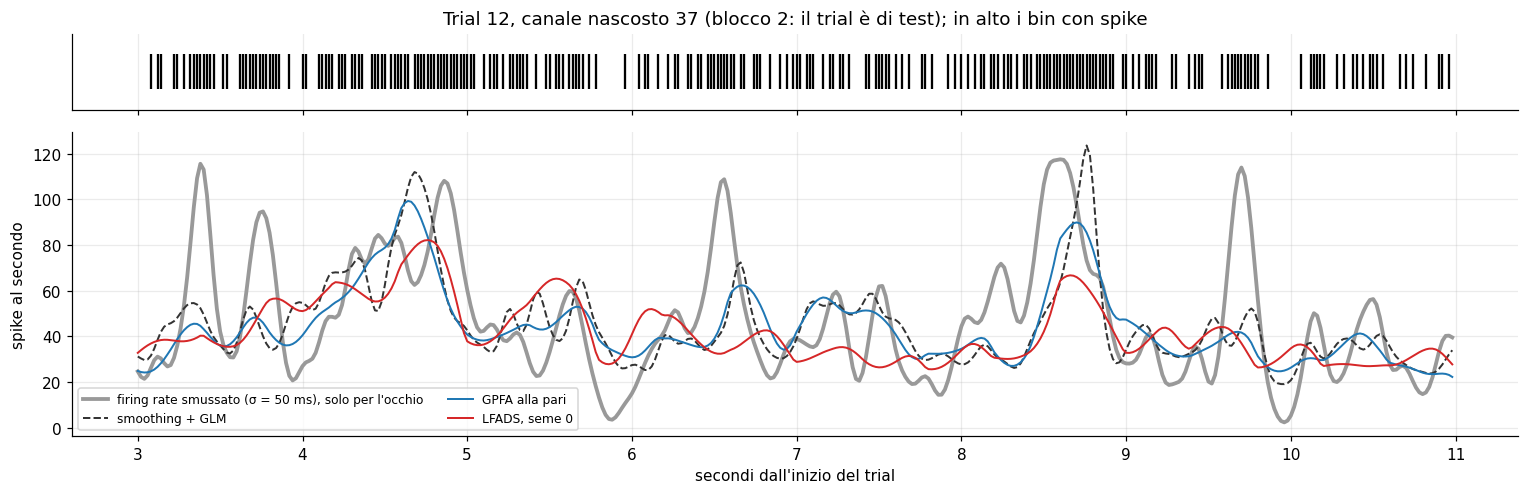 Trial 12, canale nascosto 37 (blocco 2: il trial è di test); in alto i bin con spike
120
100
80
60
40
20
0
spike al secondo
firing rate smussato (σ = 50 ms), solo per l'occhio
smoothing + GLM
GPFA alla pari
LFADS, seme 0
3 4 5 6 7 8 9 10 11
secondi dall'inizio del trial